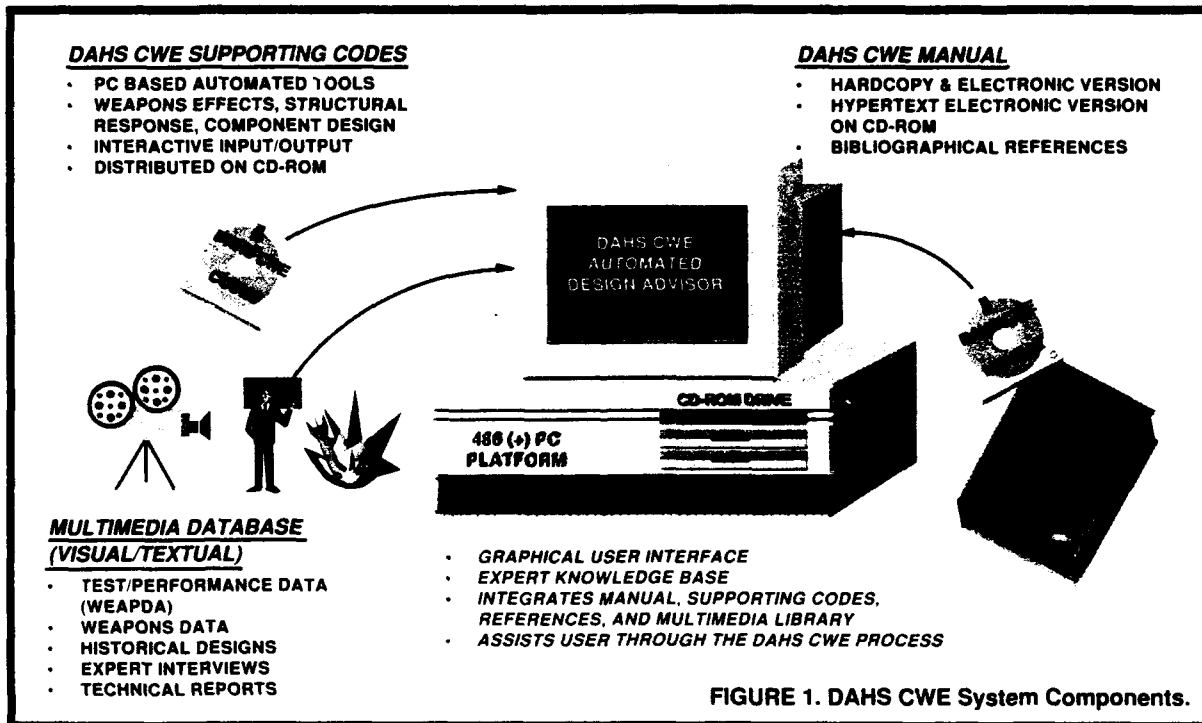 DAHS CWE SUPPORTING CODES
· PC BASED AUTOMATED TOOLS
· WEAPONS EFFECTS, STRUCTURAL
RESPONSE, COMPONENT DESIGN
· INTERACTIVE INPUT/OUTPUT
· DISTRIBUTED ON CD-ROM
DAHS CWE MANUAL
· HARDCOPY & ELECTRONIC VERSION
· HYPERTEXT ELECTRONIC VERSION
ON CD-ROM
· BIBLIOGRAPHICAL REFERENCES
DAHS CWE
AUTOMATED
DESIGN ADVISOR
CD-ROM DRIVE
486 (+) PC
PLATFORM
MULTIMEDIA DATABASE
(VISUAL/TEXTUAL)
· TEST/PERFORMANCE DATA
(WEAPDA)
· WEAPONS DATA
· HISTORICAL DESIGNS
· EXPERT INTERVIEWS
· TECHNICAL REPORTS
· GRAPHICAL USER INTERFACE
· EXPERT KNOWLEDGE BASE
· INTEGRATES MANUAL, SUPPORTING CODES,
REFERENCES, AND MULTIMEDIA LIBRARY
· ASSISTS USER THROUGH THE DAHS CWE PROCESS
FIGURE 1. DAHS CWE System Components.